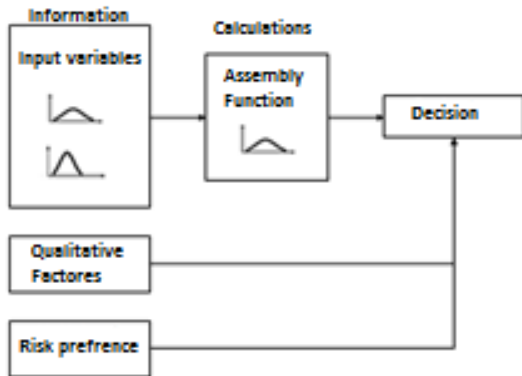 Information
Input variables
Calculations
Assembly
Function
Decision
Qualitative
Factores
Risk prefrence